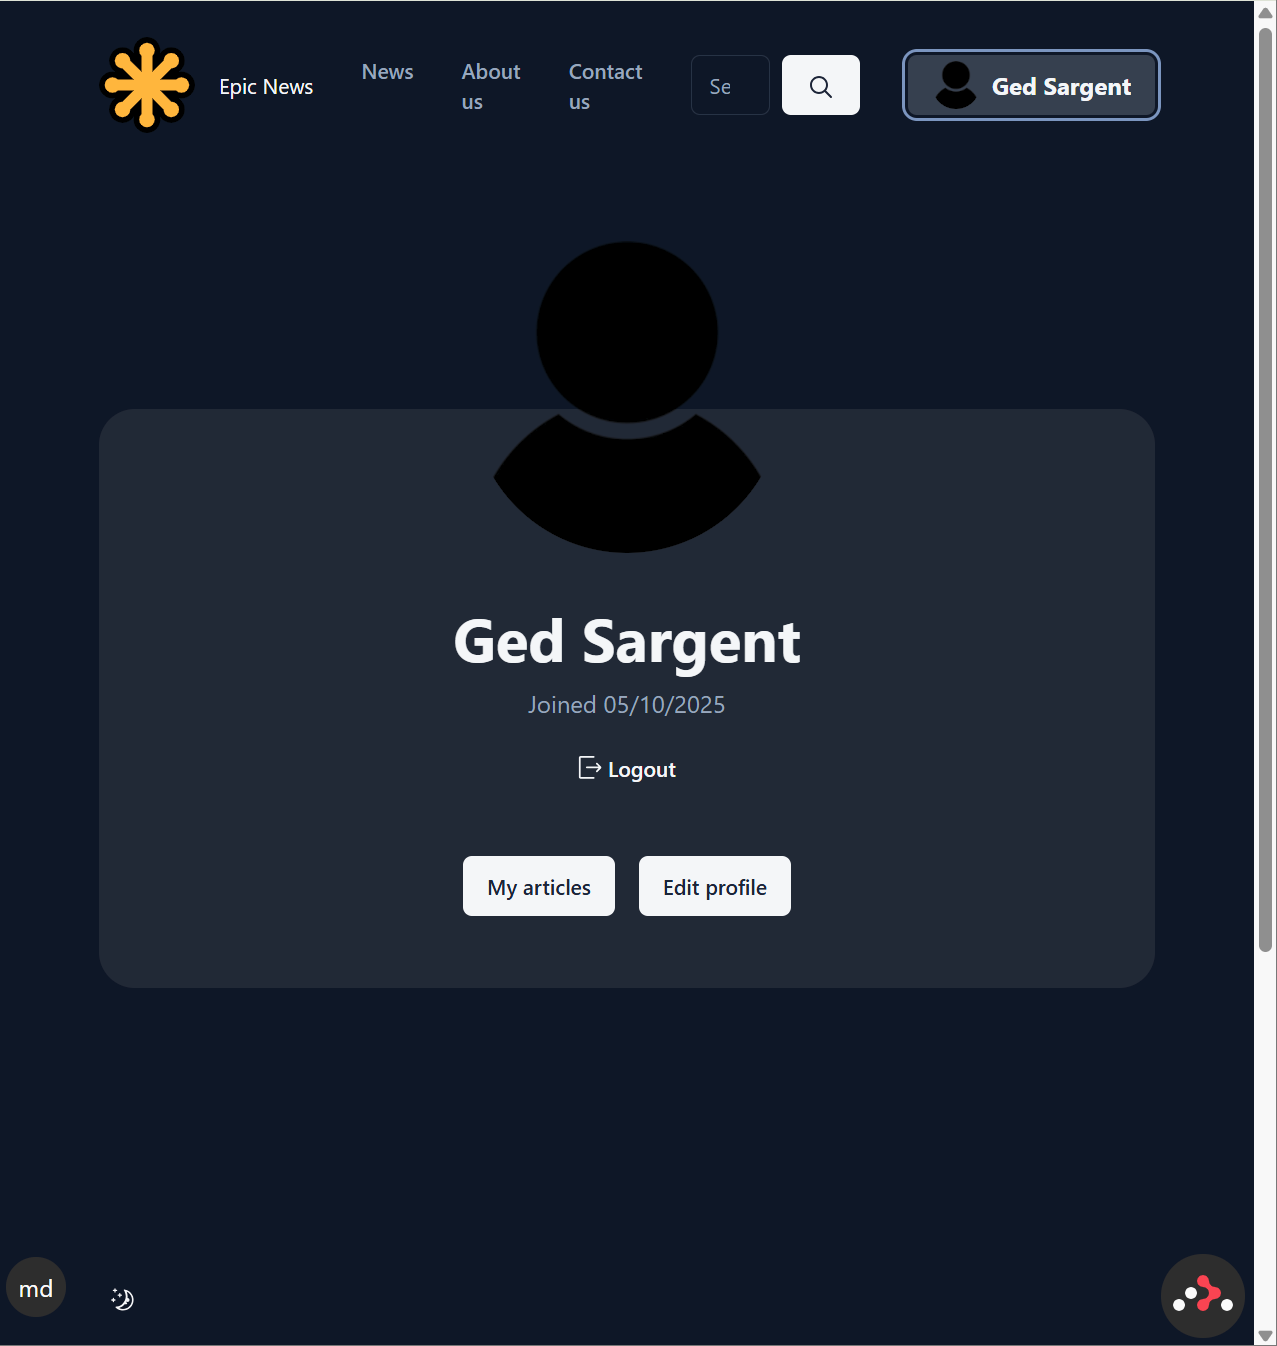 Epic News
News
About
us
Contact
us
Se
Ged Sargent
Ged Sargent
Joined 05/10/2025
Logout
My articles
Edit profile
md